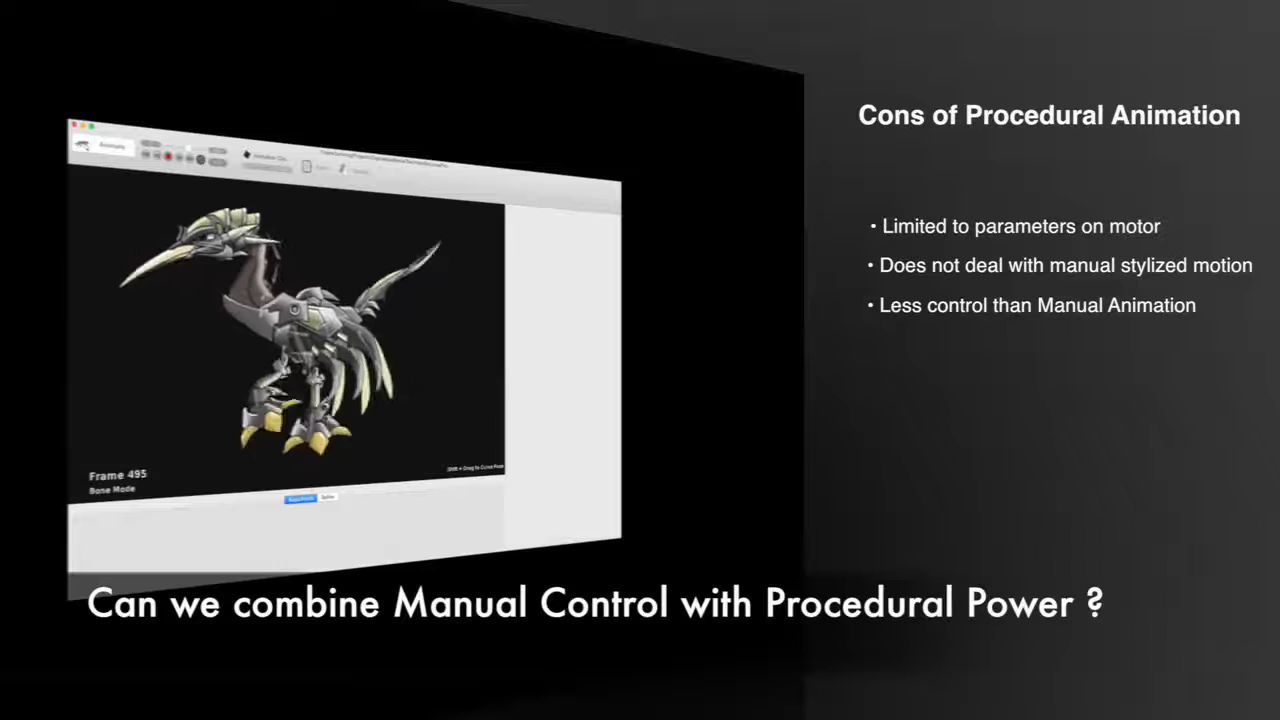 Cons of Procedural Animation
• Limited to parameters on motor
• Does not deal with manual stylized motion
• Less control than Manual Animation
Animate
Frame 495
Bone Mode
Can we combine Manual Control with Procedural Power ?